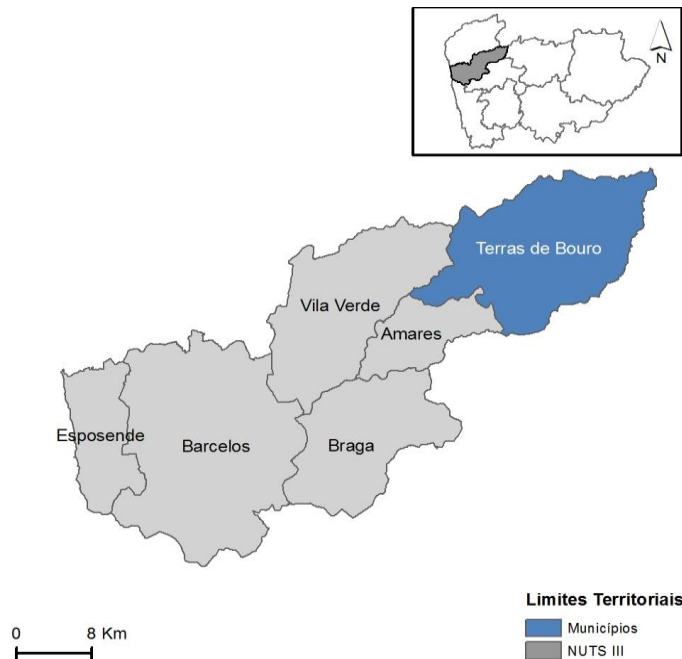 N
Terras de Bouro
Vila Verde
Amares
Esposende
Barcelos
Braga
Limites Territoriais
0 8 Km
Municípios
NUTS III